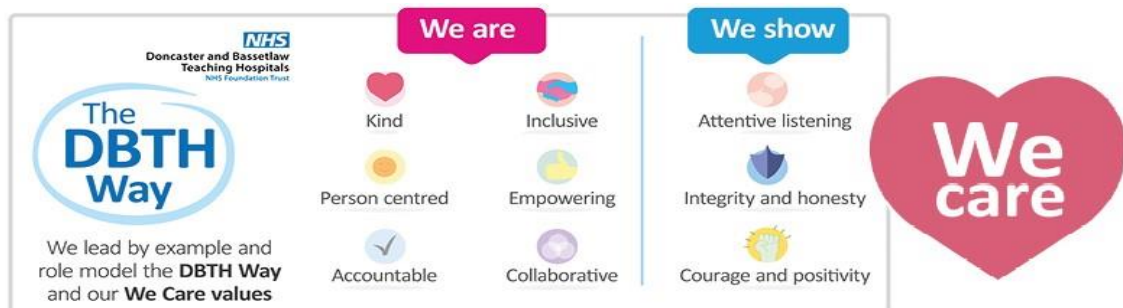 NHS
Doncaster and Bassetlaw
Teaching Hospitals
NHS Foundation Trust
The
DBTH
Way
We lead by example and
role model the DBTH Way
and our We Care values
We are
Kind
Inclusive
Person centred
Empowering
Accountable
Collaborative
We show
Attentive listening
Integrity and honesty
Courage and positivity
We
care